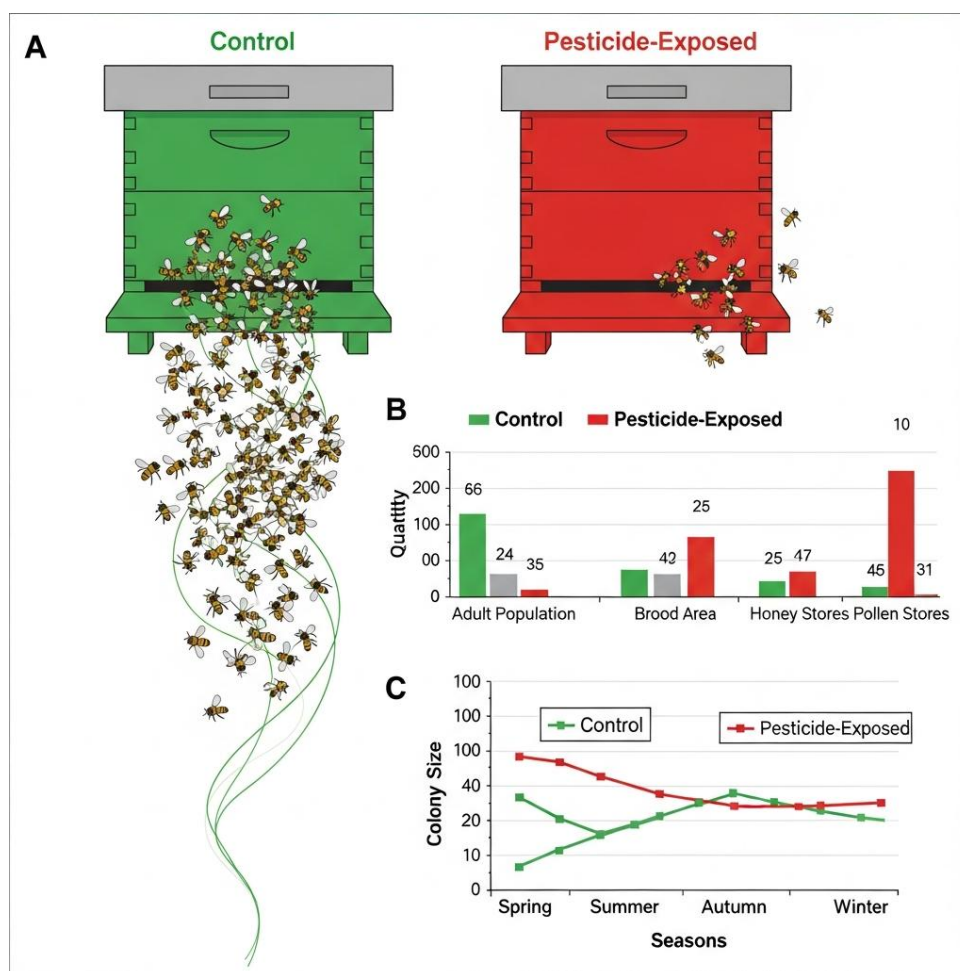 A
Control
Pesticide-Exposed
B
Control
Pesticide-Exposed
Quatity
500
200
100
00
0
66
24
35
42
25
25
47
45
10
31
Adult Population
Brood Area
Honey Stores
Pollen Stores
C
Control
Pesticide-Exposed
Colony Size
100
100
100
40
20
10
0
Spring
Summer
Autumn
Winter
Seasons